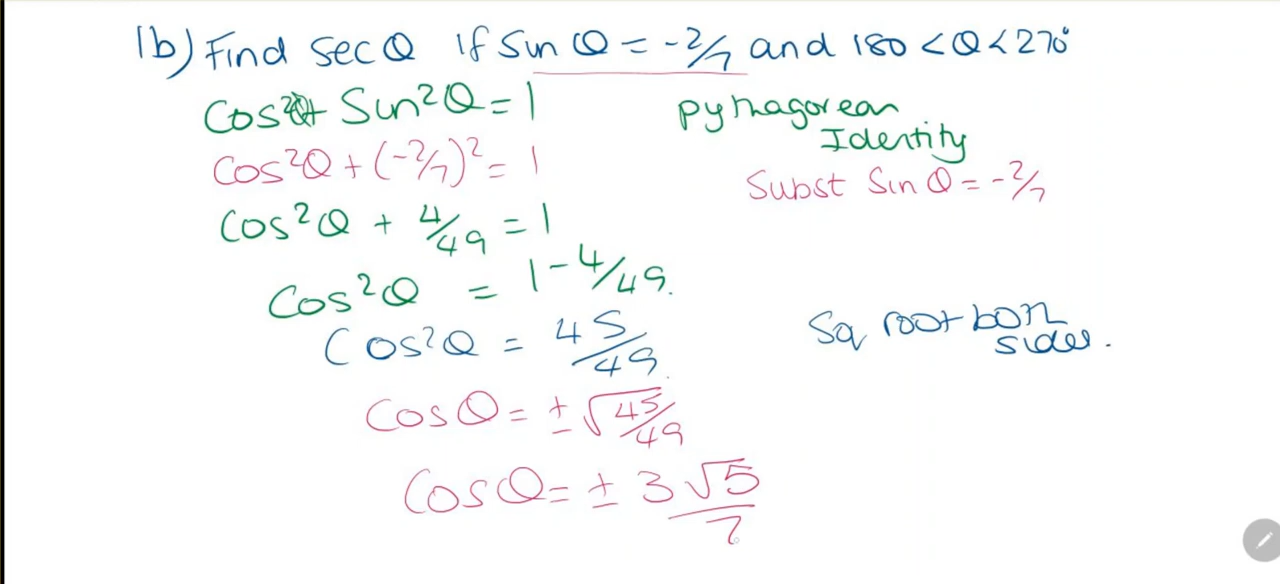 1b) Find sec θ if Sin θ = -2/7 and 180 < θ < 270°
Cos²θ + Sin²θ = 1
Pythagorean
Identity
Cos²θ + (-2/7)² = 1
Subst Sin θ = -2/7
Cos²θ + 4/49 = 1
Cos²θ = 1 - 4/49.
Cos²θ = 45/49
Sq root both
sides.
Cos θ = ± √45/49
Cos θ = ± 3√5/7